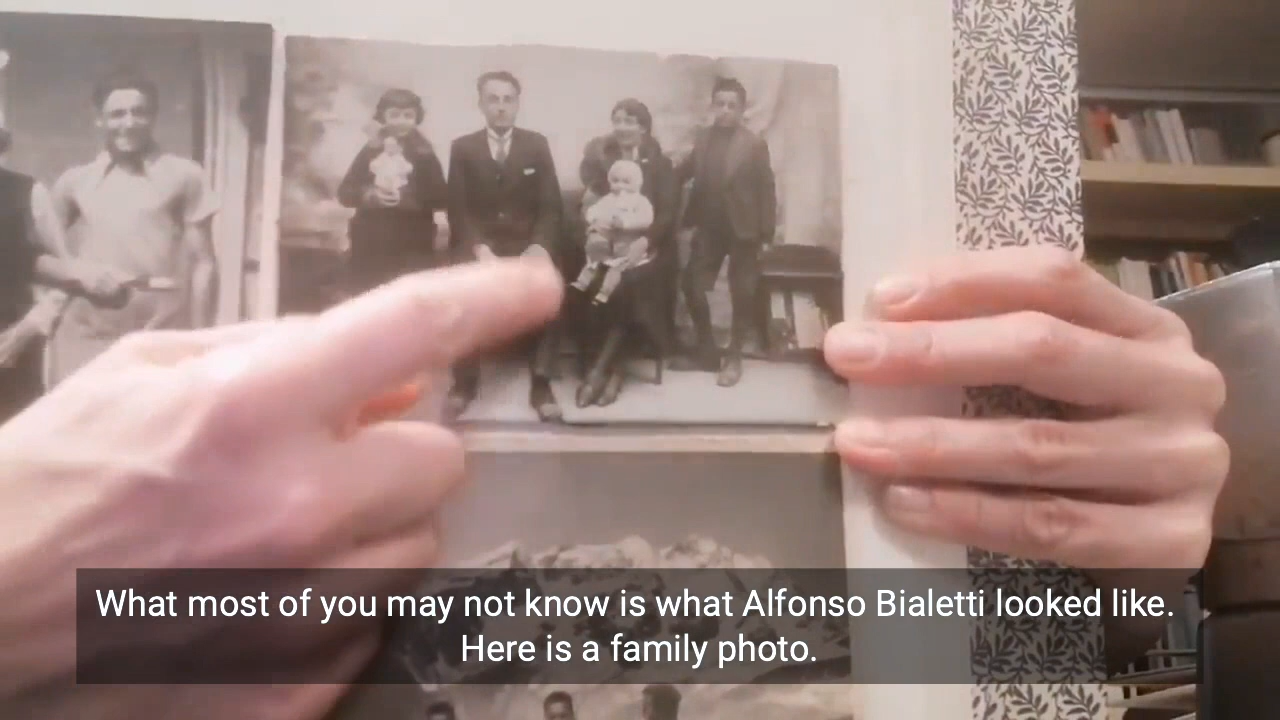 What most of you may not know is what Alfonso Bialetti looked like.
Here is a family photo.